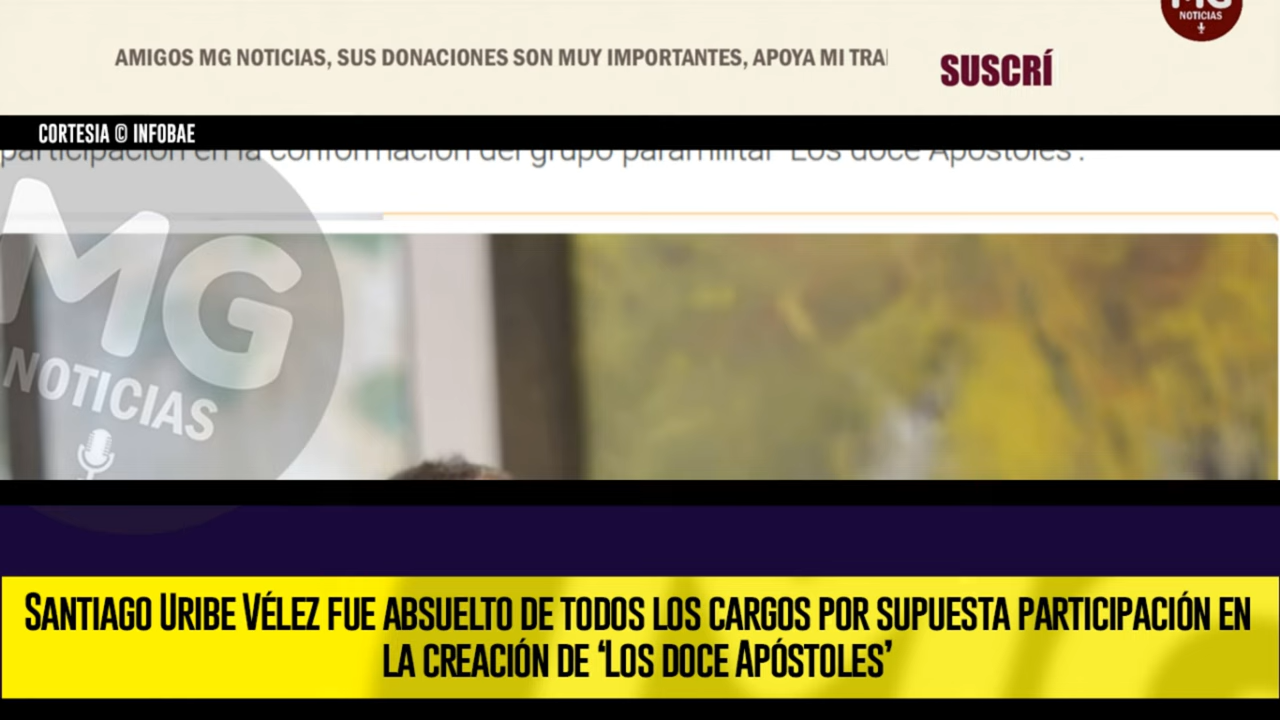 MG
NOTICIAS
AMIGOS MG NOTICIAS, SUS DONACIONES SON MUY IMPORTANTES, APOYA MI
SUSCRÍ
CORTESIA © INFOBAE
participación en la conformación del grupo paramilitar 'Los doce Apóstoles'.
MG
NOTICIAS
SANTIAGO URIBE VÉLEZ FUE ABSUELTO DE TODOS LOS CARGOS POR SUPUESTA PARTICIPACIÓN EN
LA CREACIÓN DE ‘LOS DOCE APÓSTOLES’